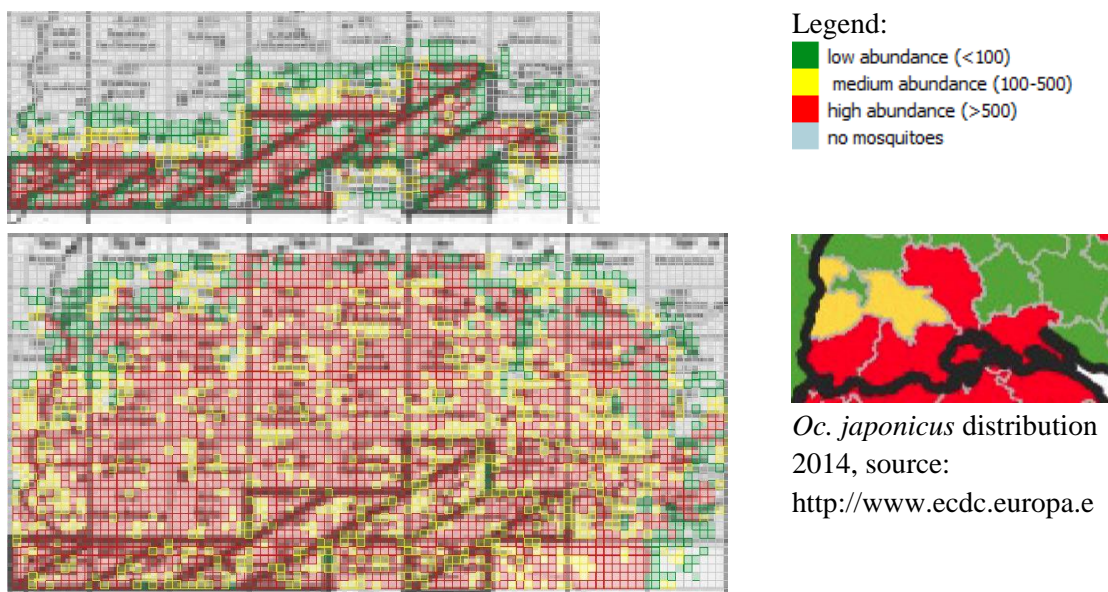 Legend:
low abundance (<100)
medium abundance (100-500)
high abundance (>500)
no mosquitoes
Oc. japonicus distribution
2014, source:
http://www.ecdc.europa.e